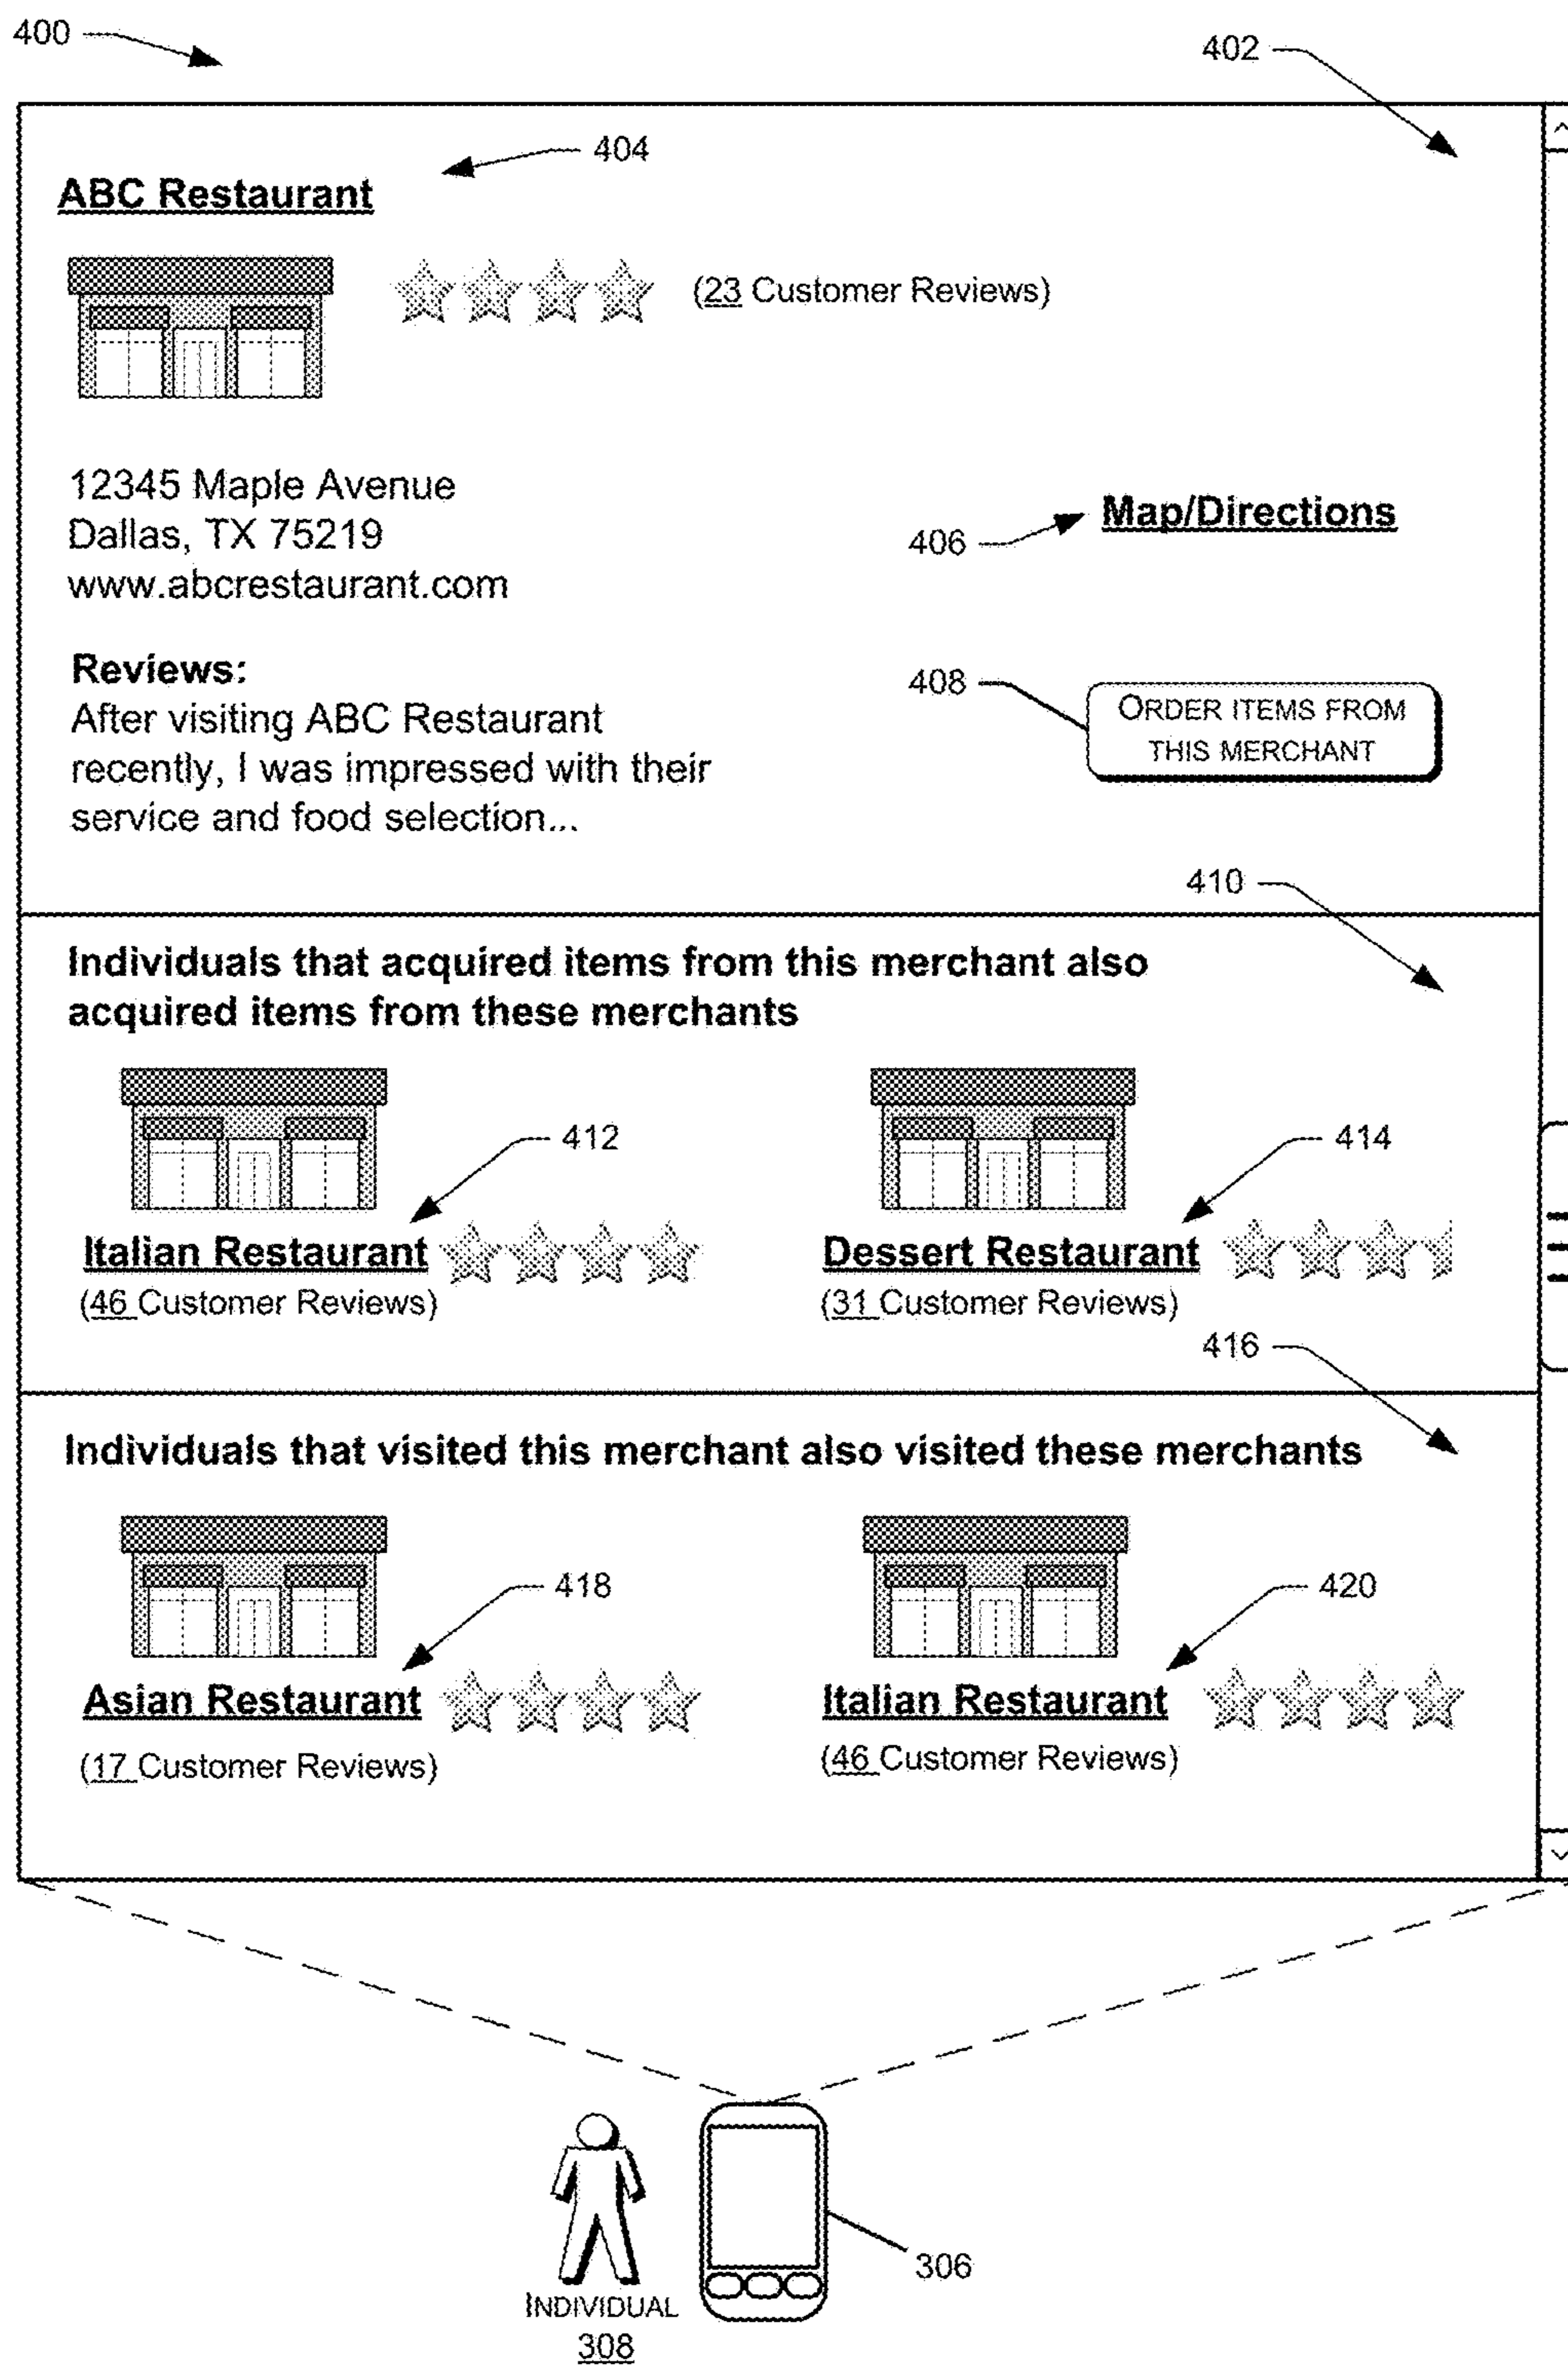 400
402
404
ABC Restaurant
(23 Customer Reviews)
12345 Maple Avenue
Dallas, TX 75219
www.abcrestaurant.com
406
Map/Directions
Reviews:
After visiting ABC Restaurant
recently, I was impressed with their
service and food selection...
408
ORDER ITEMS FROM
THIS MERCHANT
410
Individuals that acquired items from this merchant also
acquired items from these merchants
412
414
Italian Restaurant
Dessert Restaurant
(46 Customer Reviews)
(31 Customer Reviews)
416
Individuals that visited this merchant also visited these merchants
418
420
Asian Restaurant
Italian Restaurant
(17 Customer Reviews)
(46 Customer Reviews)
306
INDIVIDUAL
308